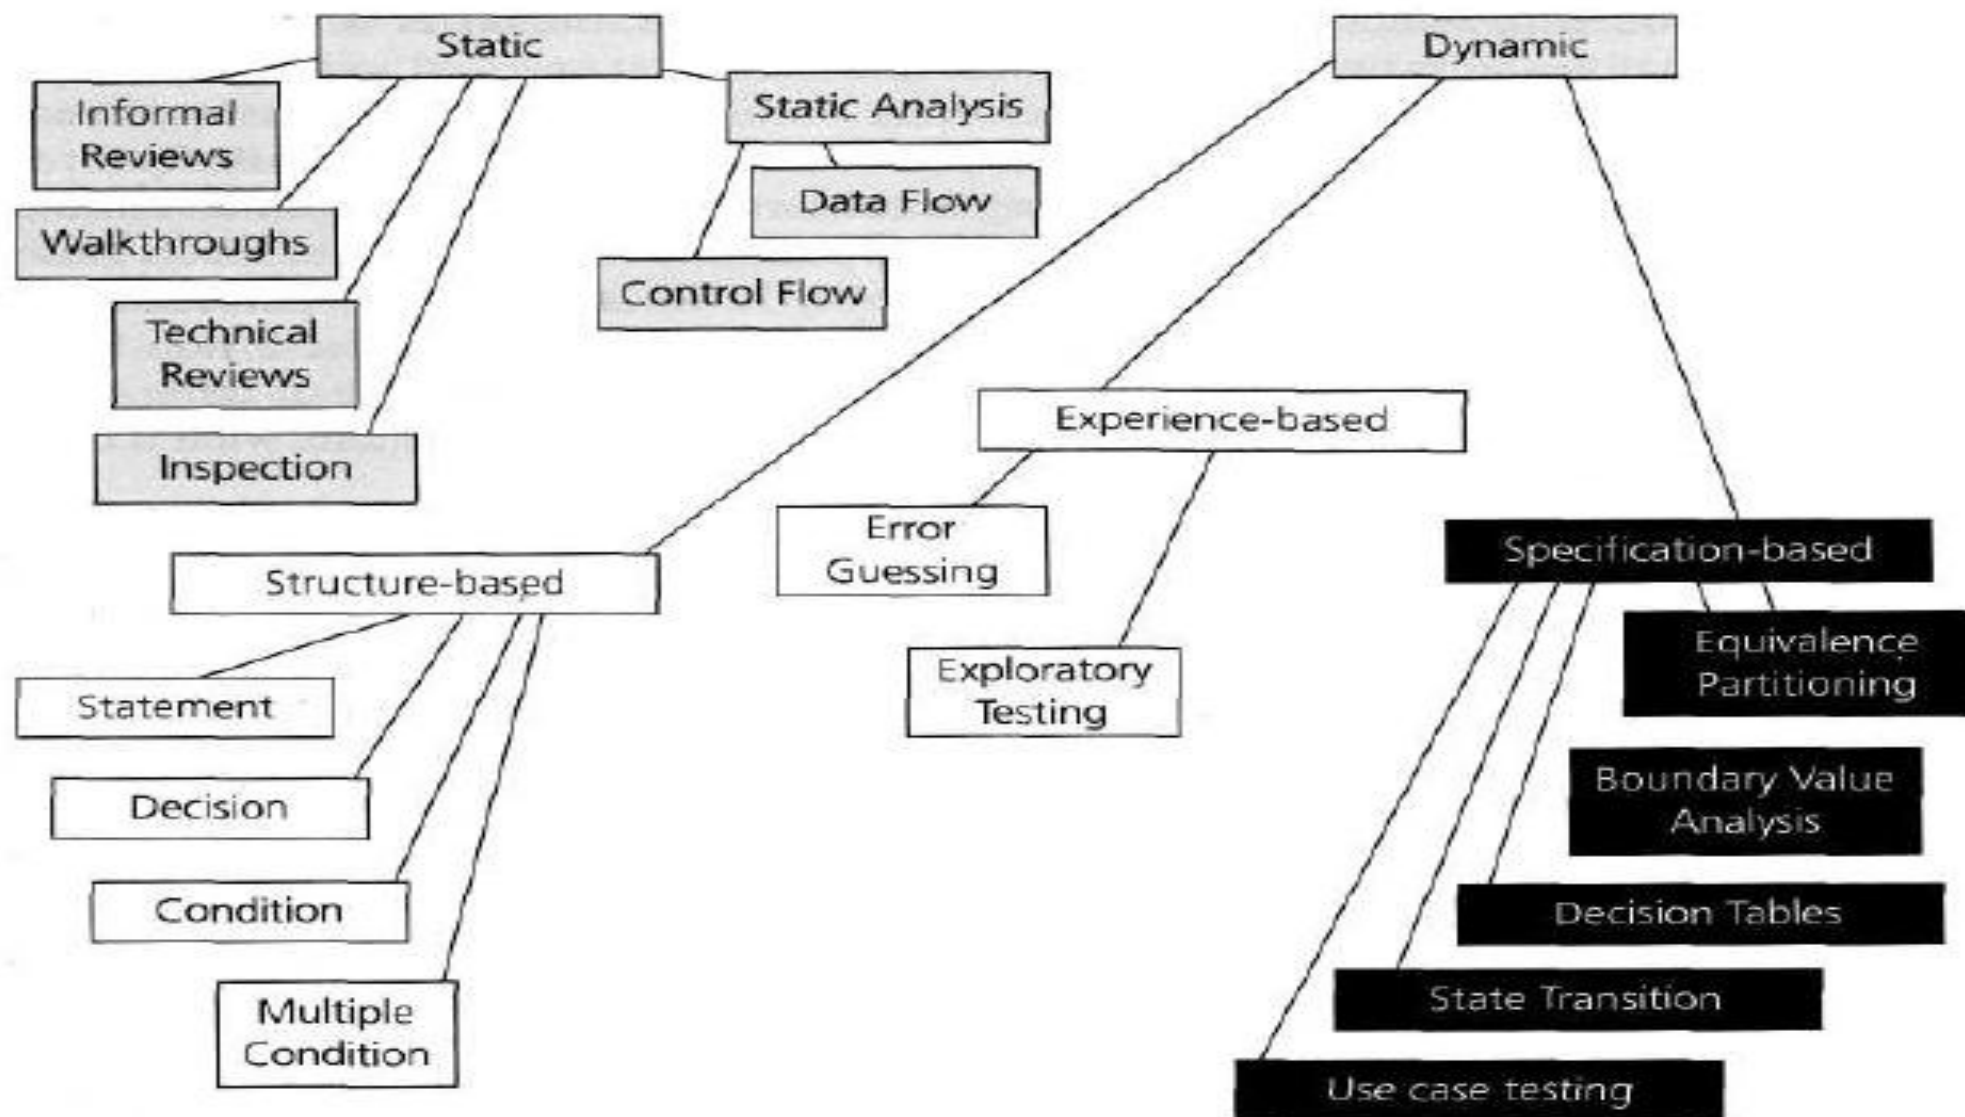 Static
Dynamic
Informal
Reviews
Static Analysis
Data Flow
Walkthroughs
Control Flow
Technical
Reviews
Inspection
Experience-based
Error
Guessing
Exploratory
Testing
Structure-based
Statement
Decision
Condition
Multiple
Condition
Specification-based
Equivalence
Partitioning
Boundary Value
Analysis
Decision Tables
State Transition
Use case testing